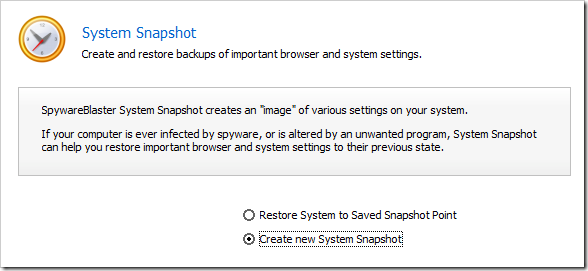 System Snapshot
Create and restore backups of important browser and system settings.
SpywareBlaster System Snapshot creates an "image" of various settings on your system.
If your computer is ever infected by spyware, or is altered by an unwanted program, System Snapshot
can help you restore important browser and system settings to their previous state.
Restore System to Saved Snapshot Point
Create new System Snapshot